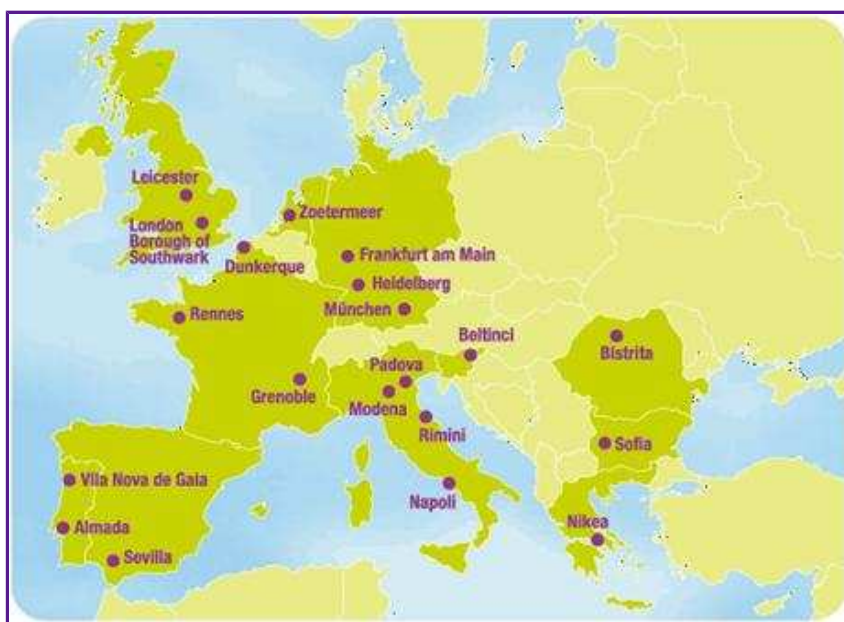 Leicester
London
Borough of
Southwark
Zoetermeer
Dunkerque
Frankfurt am Main
Heidelberg
München
Rennes
Beltinci
Bistrita
Padova
Grenoble
Modena
Rimini
Sofia
Vila Nova de Gaia
Napoli
Almada
Nikea
Sevilla